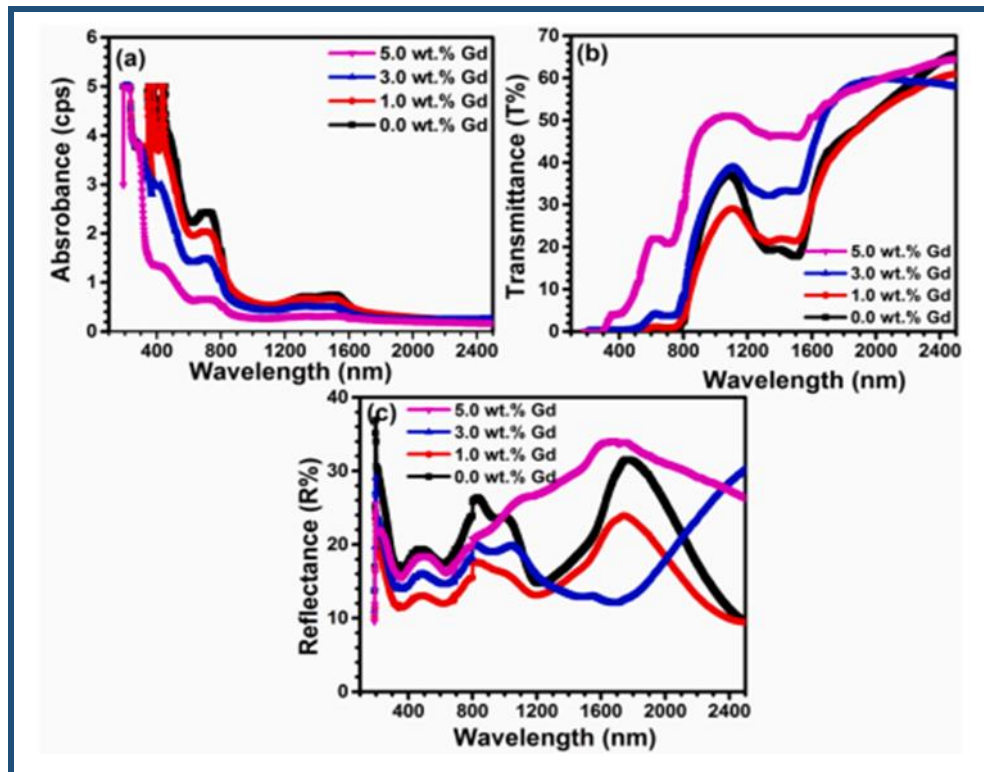 (a)
6
5
4
3
2
1
0
Absrobance (cps)
5.0 wt.% Gd
3.0 wt.% Gd
1.0 wt.% Gd
0.0 wt.% Gd
400 800 1200 1600 2000 2400
Wavelength (nm)
(b)
70
60
50
40
30
20
10
0
Transmittance (T%)
5.0 wt.% Gd
3.0 wt.% Gd
1.0 wt.% Gd
0.0 wt.% Gd
400 800 1200 1600 2000 2400
Wavelength (nm)
(c)
40
30
20
10
0
Reflectance (R%)
5.0 wt.% Gd
3.0 wt.% Gd
1.0 wt.% Gd
0.0 wt.% Gd
400 800 1200 1600 2000 2400
Wavelength (nm)